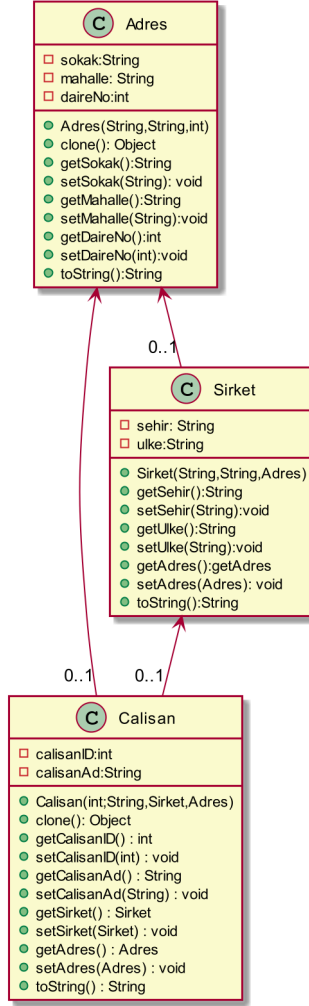 C Adres
sokak:String
mahalle: String
daireNo:int
Adres(String,String,int)
clone(): Object
getSokak():String
setSokak(String): void
getMahalle():String
setMahalle(String):void
getDaireNo():int
setDaireNo(int):void
toString():String
0..1
C Sirket
sehir: String
ulke:String
Sirket(String,String,Adres)
getSehir():String
setSehir(String):void
getUlke():String
setUlke(String):void
getAdres():getAdres
setAdres(Adres): void
toString():String
0..1 0..1
C Calisan
calisanID:int
calisanAd:String
Calisan(int;String,Sirket,Adres)
clone(): Object
getCalisanID() : int
setCalisanID(int) : void
getCalisanAd() : String
setCalisanAd(String) : void
getSirket() : Sirket
setSirket(Sirket) : void
getAdres() : Adres
setAdres(Adres) : void
toString() : String